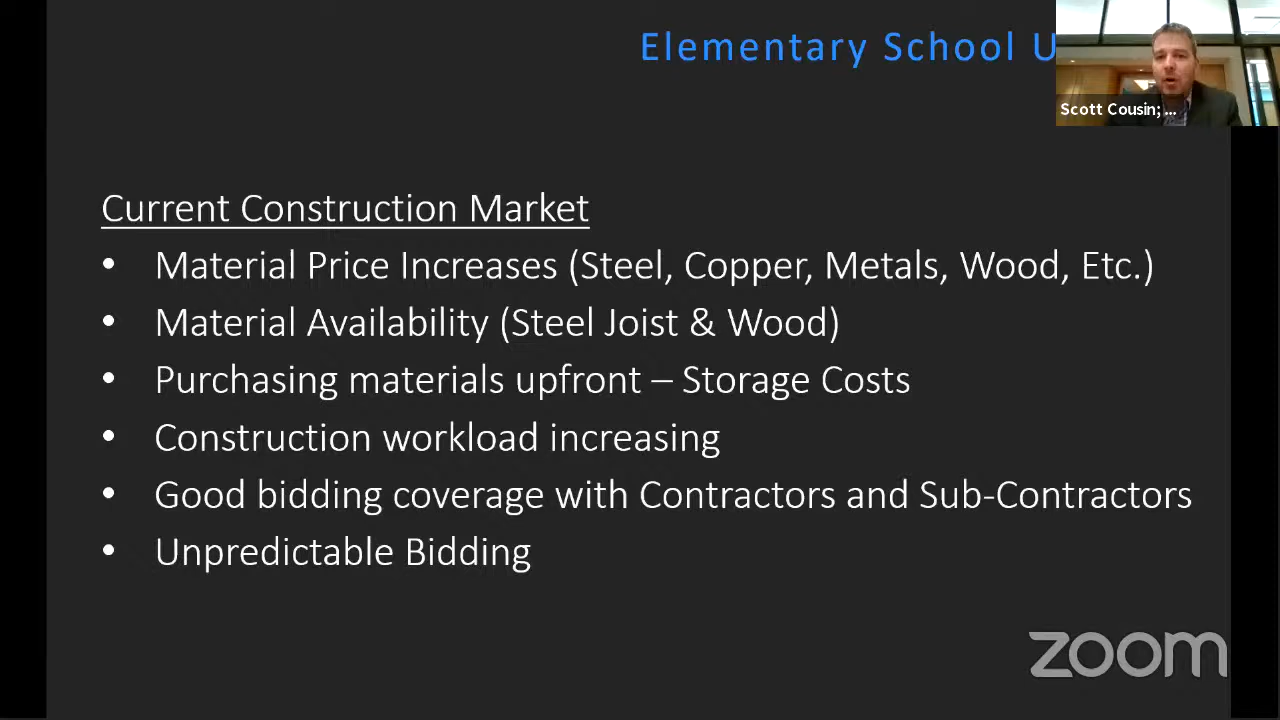 Elementary School U
Scott Cousin; ...
Current Construction Market
• Material Price Increases (Steel, Copper, Metals, Wood, Etc.)
• Material Availability (Steel Joist & Wood)
• Purchasing materials upfront – Storage Costs
• Construction workload increasing
• Good bidding coverage with Contractors and Sub-Contractors
• Unpredictable Bidding
zoom